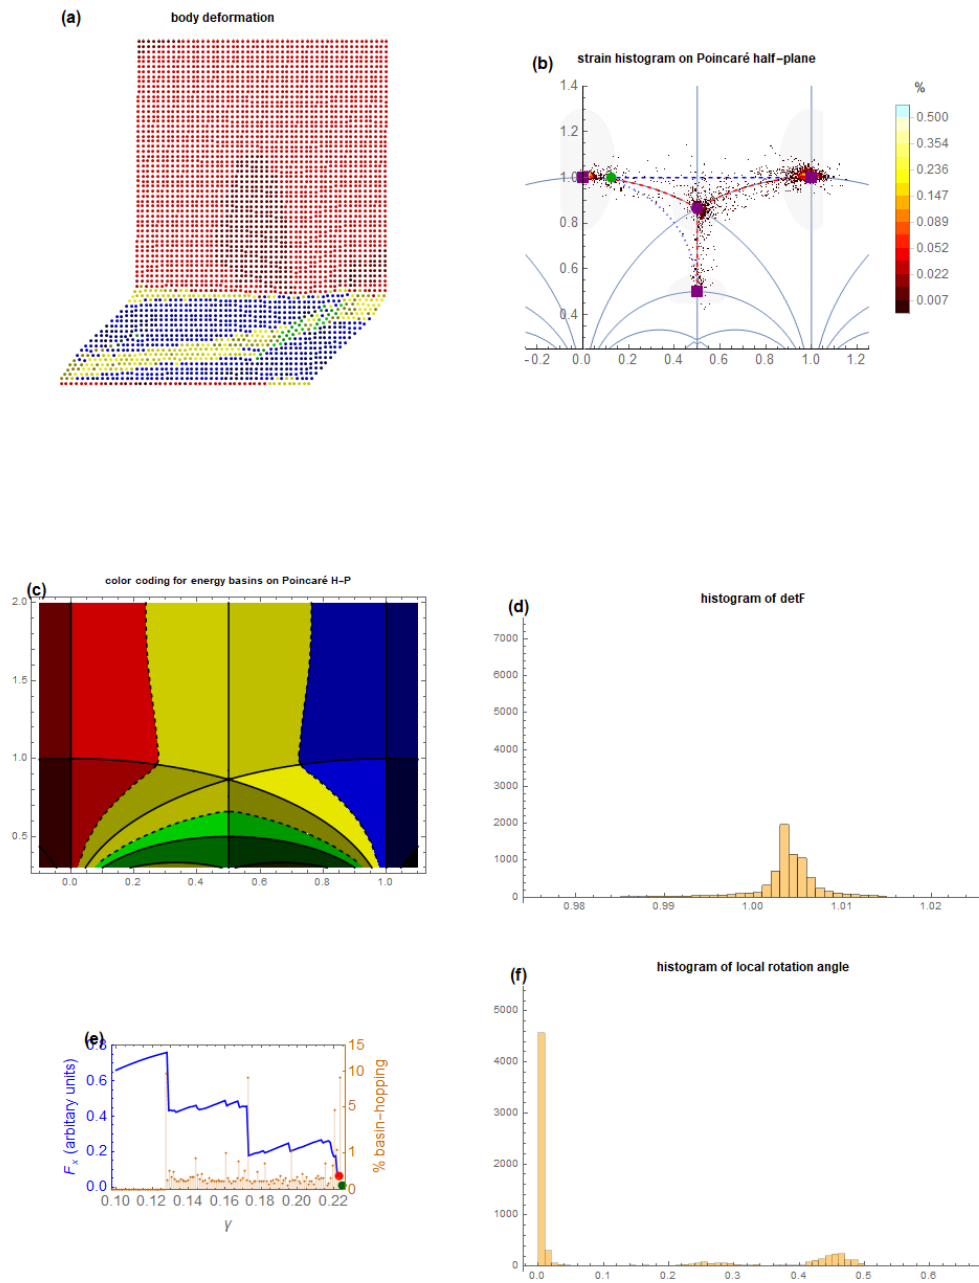 (a)
body deformation
(b)
strain histogram on Poincaré half-plane
1.4
1.2
1.0
0.8
0.6
0.4
-0.2 0.0 0.2 0.4 0.6 0.8 1.0 1.2
%
0.500
0.354
0.236
0.147
0.089
0.052
0.022
0.007
(c)
color coding for energy basins on Poincaré H-P
2.0
1.5
1.0
0.5
0.0 0.2 0.4 0.6 0.8 1.0
(d)
histogram of detF
7000
6000
5000
4000
3000
2000
1000
0
0.98 0.99 1.00 1.01 1.02
(e)
0.8
0.6
0.4
0.2
0.0
F_x (arbitary units)
15
10
5
1
0
% basin-hopping
0.10 0.12 0.14 0.16 0.18 0.20 0.22
γ
(f)
histogram of local rotation angle
5000
4000
3000
2000
1000
0
0.0 0.1 0.2 0.3 0.4 0.5 0.6